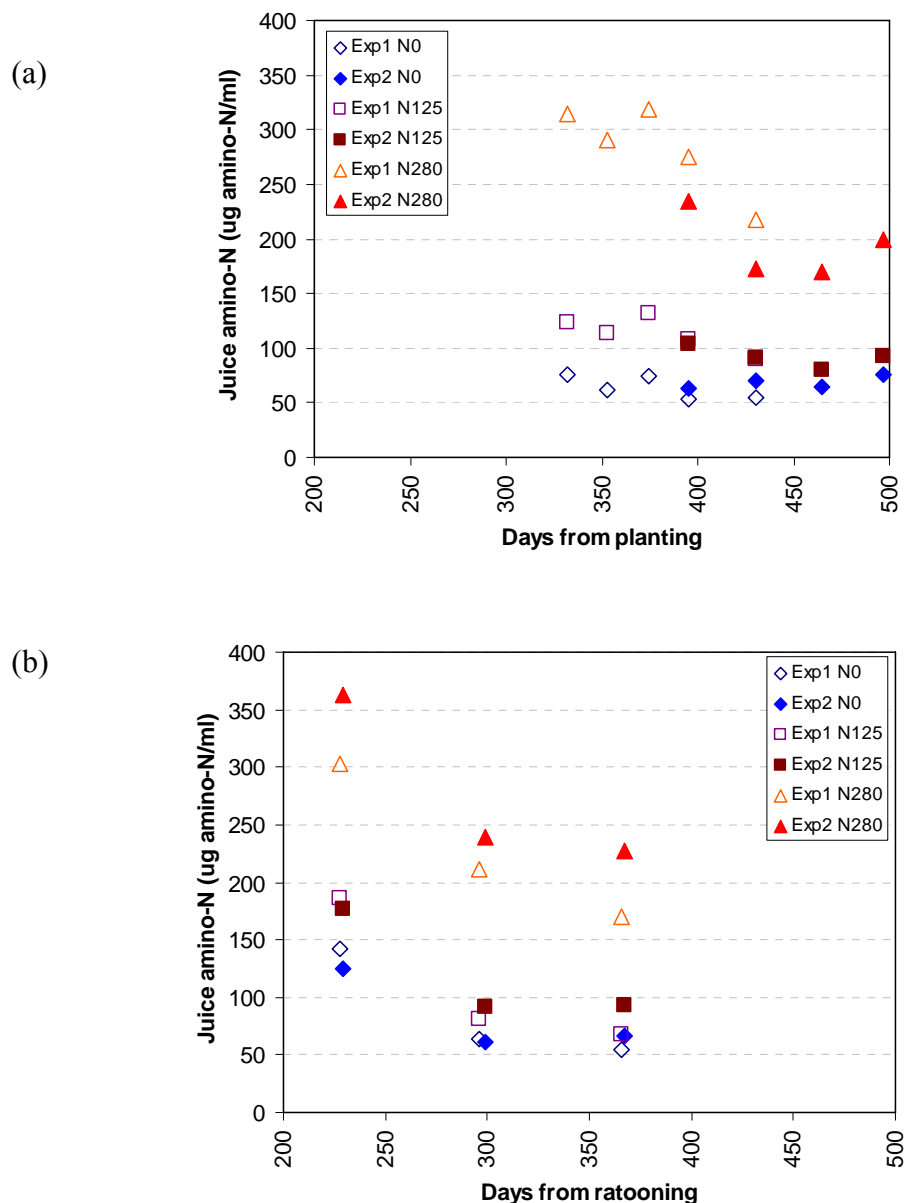 (a)
Juice amino-N (ug amino-N/ml)
400
350
300
250
200
150
100
50
0
Exp1 N0
Exp2 N0
Exp1 N125
Exp2 N125
Exp1 N280
Exp2 N280
200
300
350
400
450
500
Days from planting
(b)
Juice amino-N (ug amino-N/ml)
400
350
300
250
200
150
100
50
0
Exp1 N0
Exp2 N0
Exp1 N125
Exp2 N125
Exp1 N280
Exp2 N280
200
300
350
400
450
500
Days from ratooning